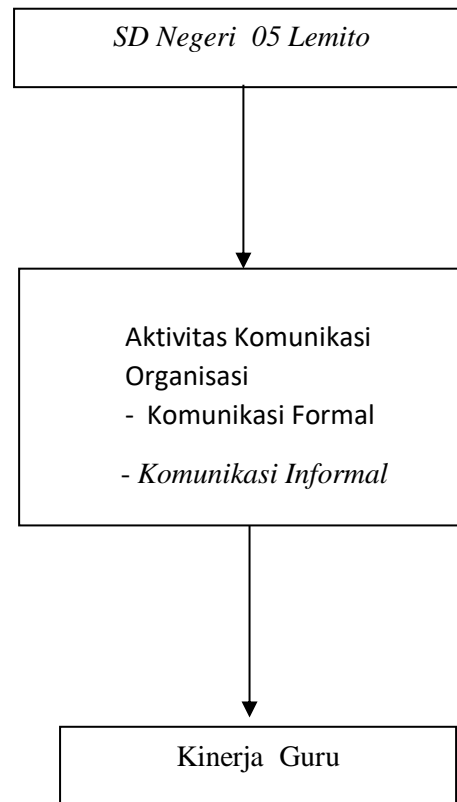 SD Negeri 05 Lemito
Aktivitas Komunikasi
Organisasi
- Komunikasi Formal
- Komunikasi Informal
Kinerja Guru